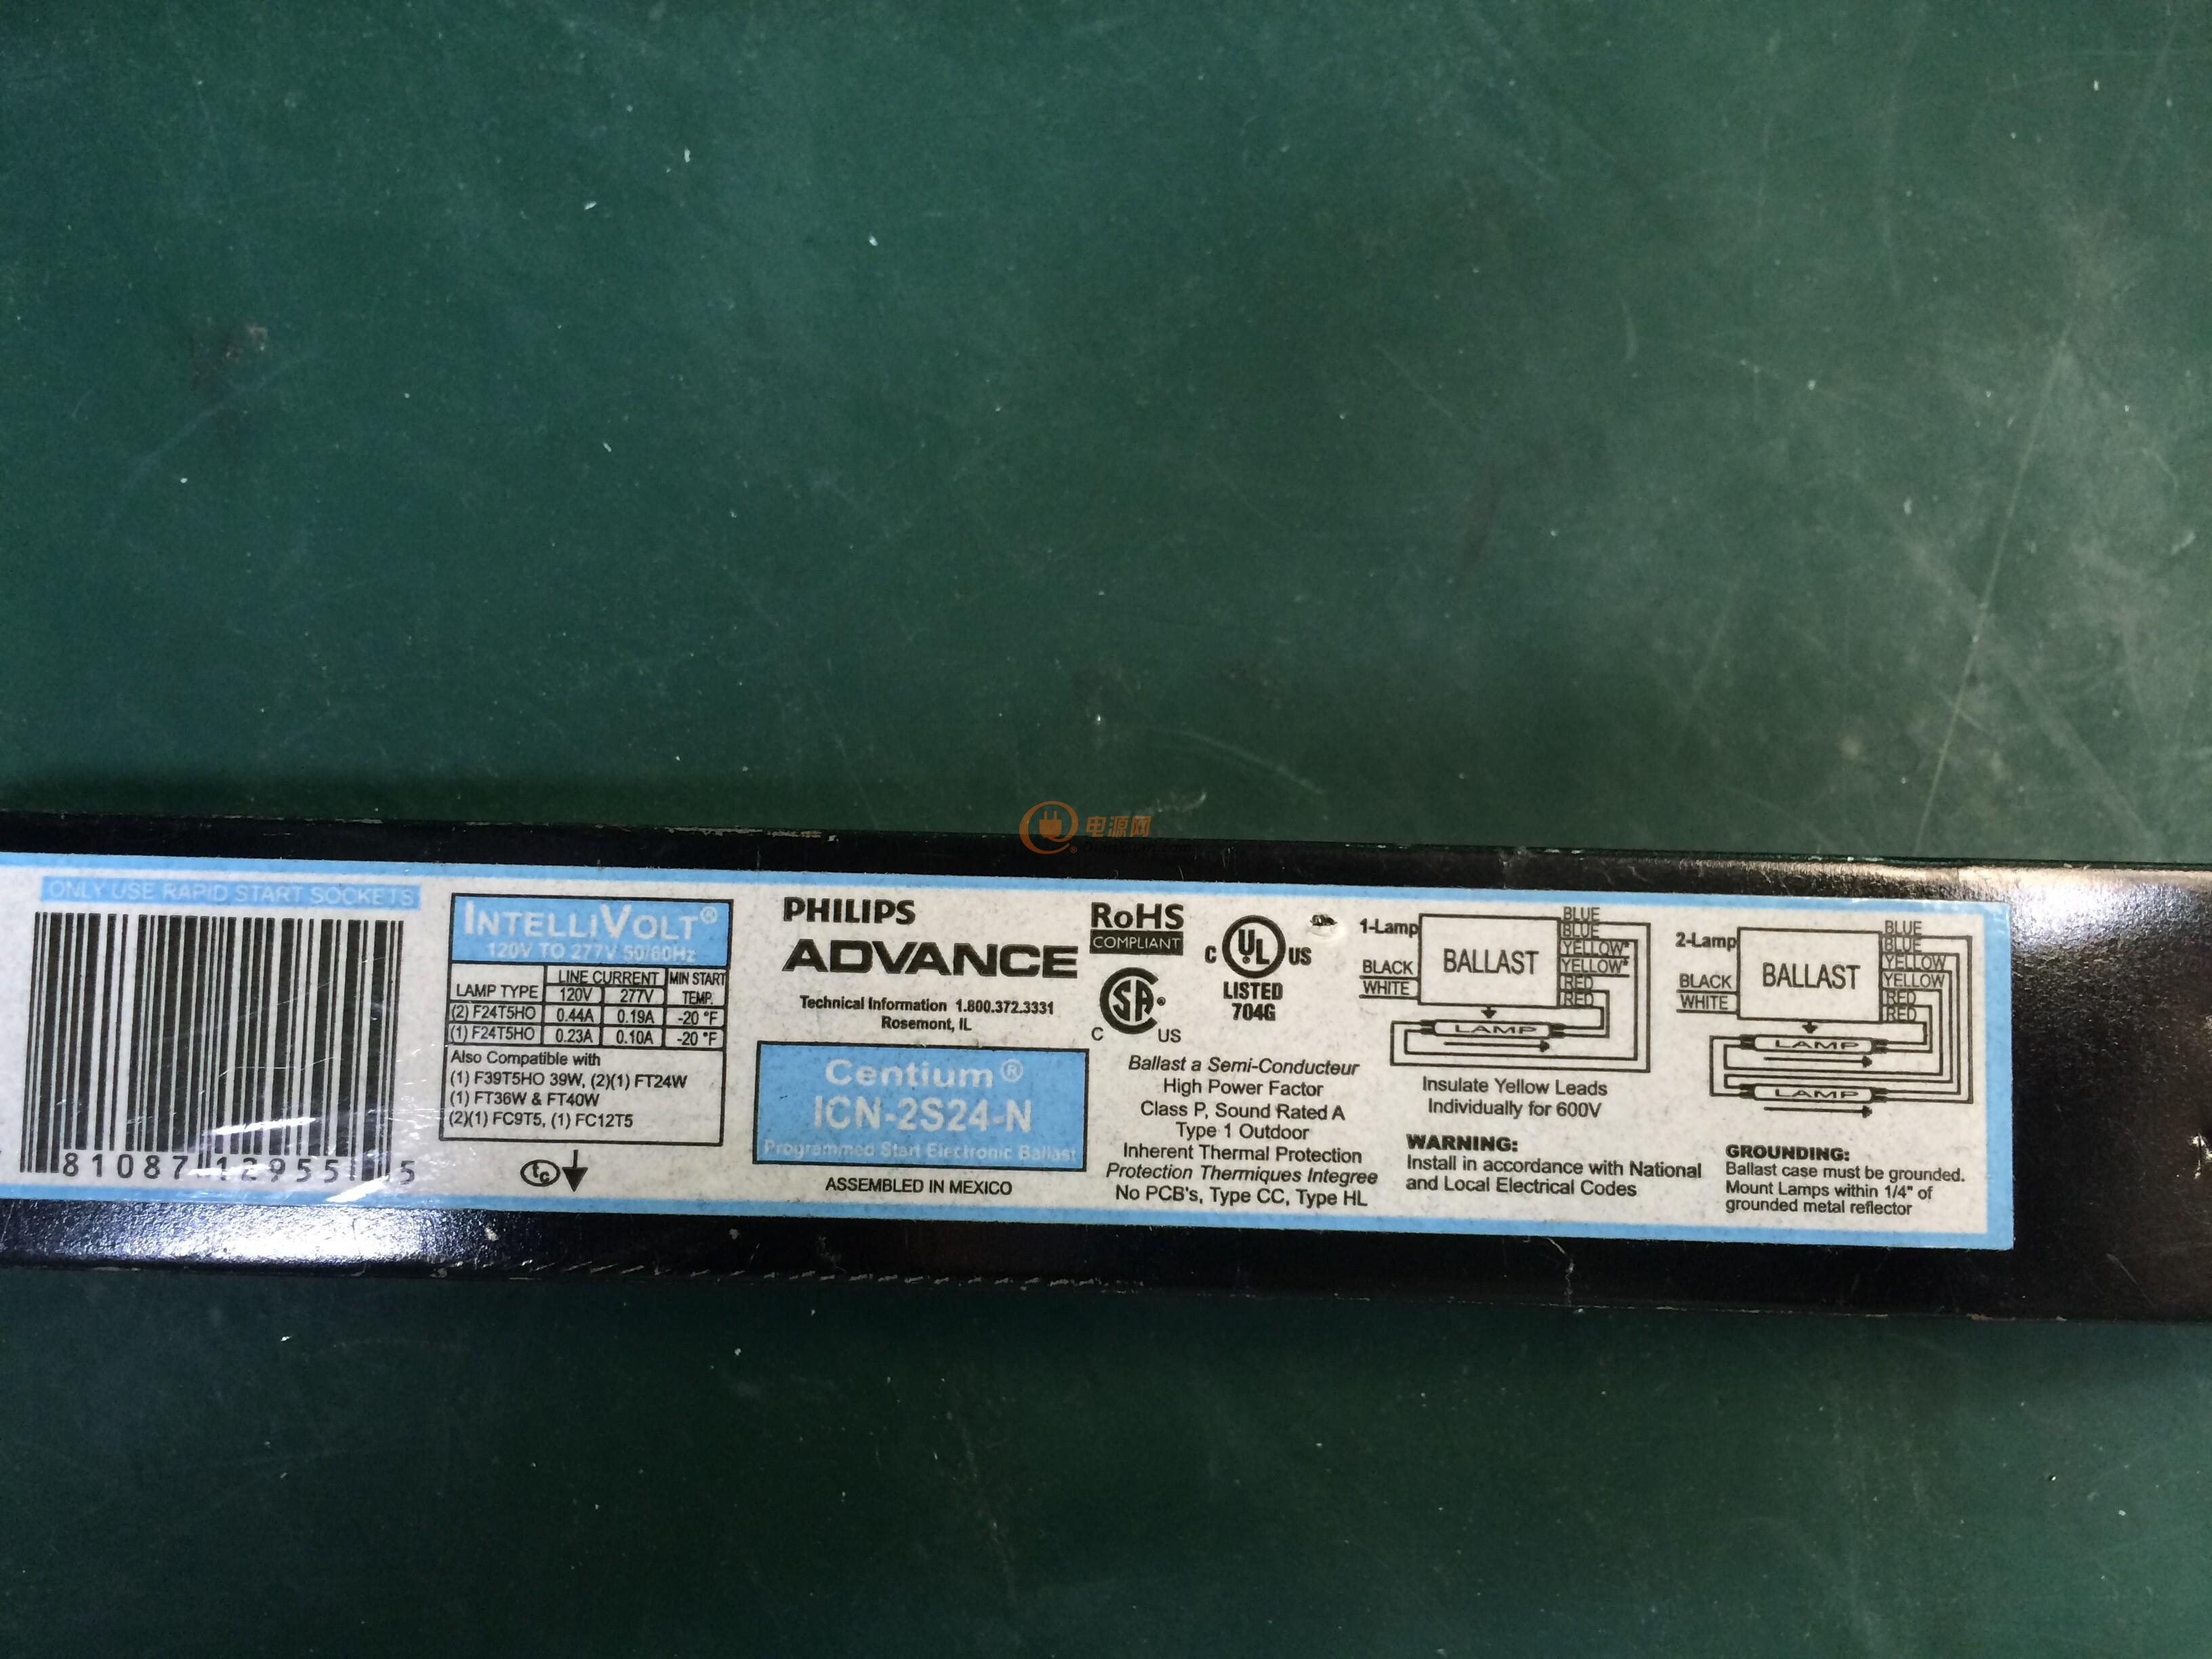 电源网
ONLY USE RAPID START SOCKETS
81087 12955 5
INTELLIVOLT®
120V TO 277V 50/60Hz
LAMP TYPE LINE CURRENT MIN START TEMP.
120V 277V
(2) F24T5HO 0.44A 0.19A -20 °F
(1) F24T5HO 0.23A 0.10A -20 °F
Also Compatible with
(1) F39T5HO 39W, (2)(1) FT24W
(1) FT36W & FT40W
(2)(1) FC9T5, (1) FC12T5
tc
PHILIPS
ADVANCE
Technical Information 1.800.372.3331
Rosemont, IL
Centium®
ICN-2S24-N
Programmed Start Electronic Ballast
ASSEMBLED IN MEXICO
RoHS
COMPLIANT
C UL US
LISTED
704G
C SA® US
Ballast a Semi-Conducteur
High Power Factor
Class P, Sound Rated A
Type 1 Outdoor
Inherent Thermal Protection
Protection Thermiques Integree
No PCB's, Type CC, Type HL
1-Lamp
BLACK
WHITE
BALLAST
BLUE
BLUE
YELLOW*
YELLOW*
RED
RED
LAMP
Insulate Yellow Leads
Individually for 600V
WARNING:
Install in accordance with National
and Local Electrical Codes
2-Lamp
BLACK
WHITE
BALLAST
BLUE
BLUE
YELLOW
YELLOW
RED
RED
LAMP
LAMP
GROUNDING:
Ballast case must be grounded.
Mount Lamps within 1/4" of
grounded metal reflector